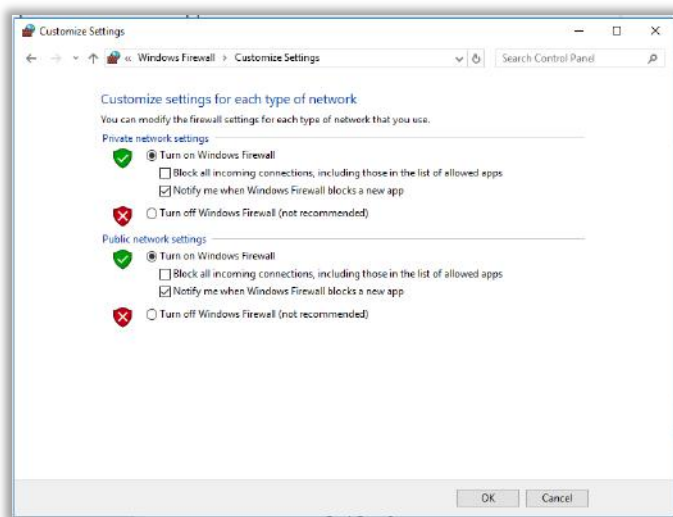 Customize Settings
« Windows Firewall › Customize Settings
Search Control Panel
Customize settings for each type of network
You can modify the firewall settings for each type of network that you use.
Private network settings
Turn on Windows Firewall
Block all incoming connections, including those in the list of allowed apps
Notify me when Windows Firewall blocks a new app
Turn off Windows Firewall (not recommended)
Public network settings
Turn on Windows Firewall
Block all incoming connections, including those in the list of allowed apps
Notify me when Windows Firewall blocks a new app
Turn off Windows Firewall (not recommended)
OK Cancel